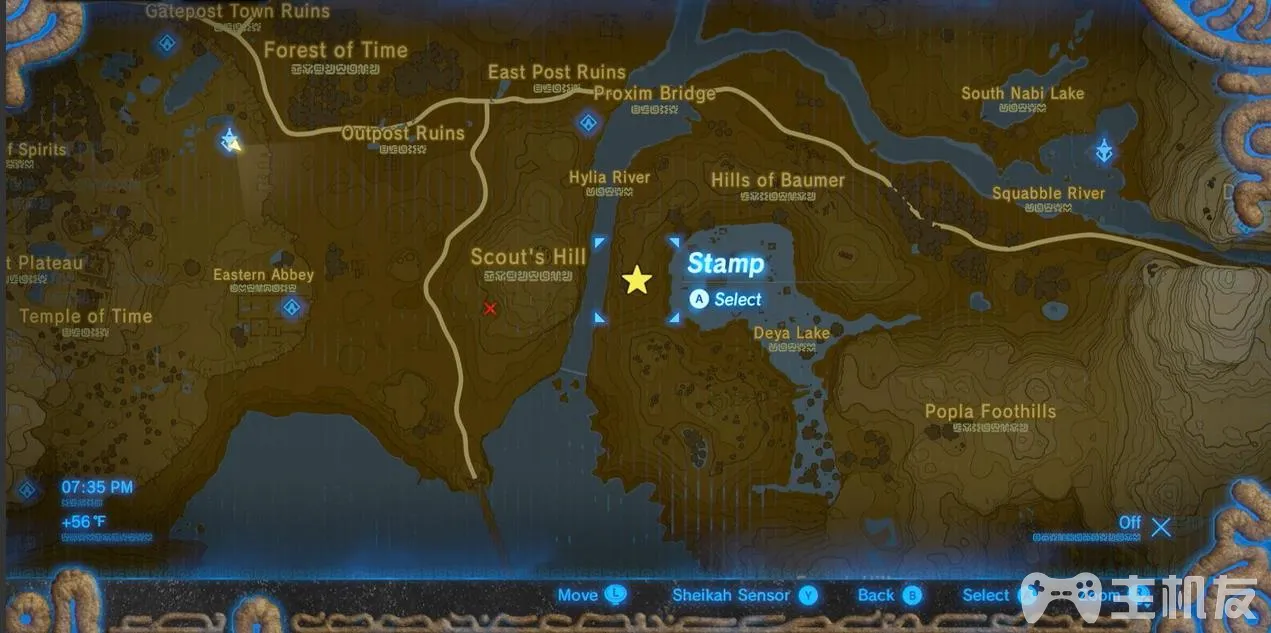 Gatepost Town Ruins
Forest of Time
East Post Ruins
Proxim Bridge
South Nabi Lake
Outpost Ruins
f Spirits
Hylia River
Hills of Baumer
Squabble River
Scout's Hill
Stamp
t Plateau
Eastern Abbey
A Select
Temple of Time
Deya Lake
Popla Foothills
07:35 PM
+56°F
Off
Move L
Sheikah Sensor Y
Back B
Select
主机友